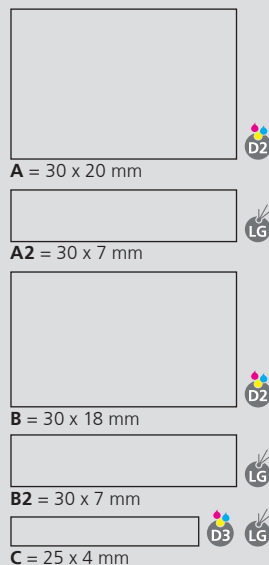 D2
A = 30 x 20 mm
LG
A2 = 30 x 7 mm
D2
B = 30 x 18 mm
LG
B2 = 30 x 7 mm
D3 LG
C = 25 x 4 mm